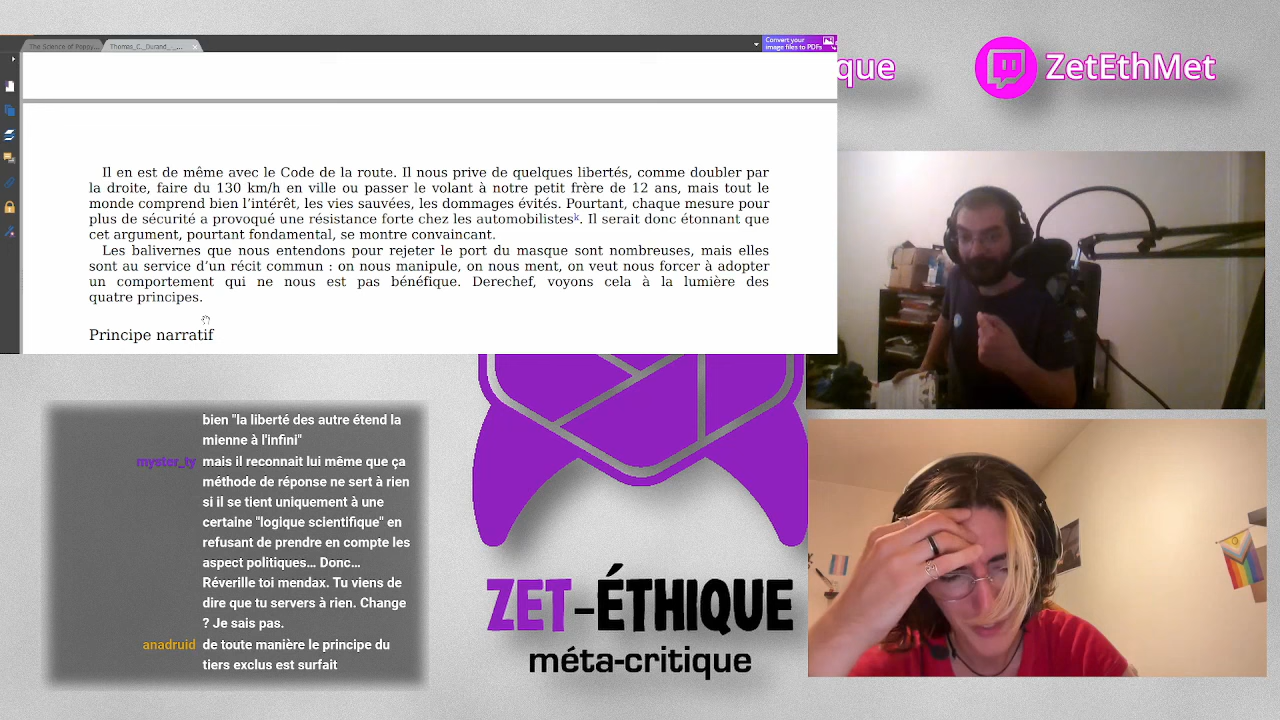 The Science of Poppy...
Thomas_C._Durand_-_...
Convert your
image files to PDFs
que
ZetEthMet
Il en est de même avec le Code de la route. Il nous prive de quelques libertés, comme doubler par
la droite, faire du 130 km/h en ville ou passer le volant à notre petit frère de 12 ans, mais tout le
monde comprend bien l'intérêt, les vies sauvées, les dommages évités. Pourtant, chaque mesure pour
plus de sécurité a provoqué une résistance forte chez les automobilistesk. Il serait donc étonnant que
cet argument, pourtant fondamental, se montre convaincant.
Les balivernes que nous entendons pour rejeter le port du masque sont nombreuses, mais elles
sont au service d'un récit commun : on nous manipule, on nous ment, on veut nous forcer à adopter
un comportement qui ne nous est pas bénéfique. Derechef, voyons cela à la lumière des
quatre principes.
Principe narratif
bien "la liberté des autre étend la
mienne à l'infini"
myster_ty mais il reconnait lui même que ça
méthode de réponse ne sert à rien
si il se tient uniquement à une
certaine "logique scientifique" en
refusant de prendre en compte les
aspect politiques... Donc...
Réverille toi mendax. Tu viens de
dire que tu servers à rien. Change
? Je sais pas.
anadruid de toute manière le principe du
tiers exclus est surfait
ZET-ÉTHIQUE
méta-critique